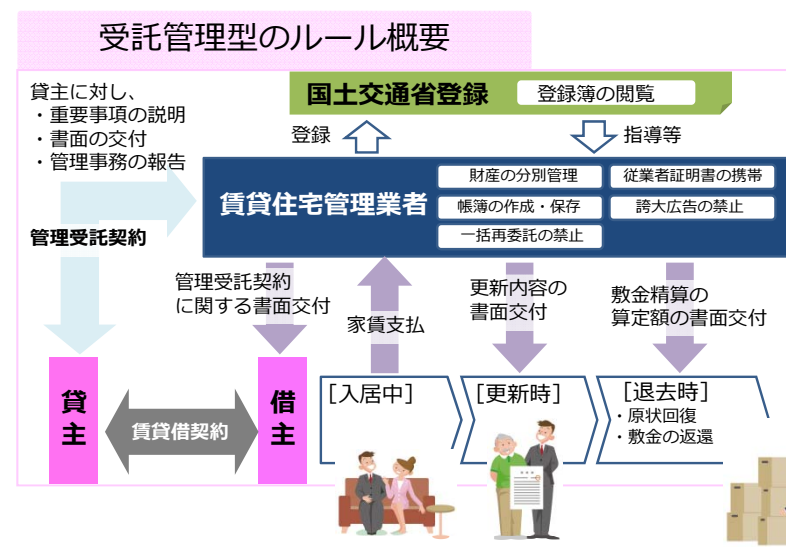 受託管理型のルール概要
貸主に対し、
・重要事項の説明
・書面の交付
・管理事務の報告
国土交通省登録
登録簿の閲覧
登録
指導等
賃貸住宅管理業者
財産の分別管理
従業者証明書の携帯
帳簿の作成・保存
誇大広告の禁止
一括再委託の禁止
管理受託契約
管理受託契約
に関する書面交付
家賃支払
更新内容の
書面交付
敷金精算の
算定額の書面交付
貸主
賃貸借契約
借主
[入居中]
[更新時]
[退去時]
・原状回復
・敷金の返還